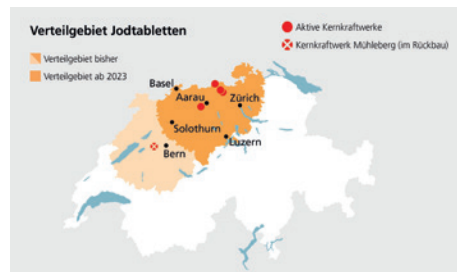 Verteilgebiet Jodtabletten
Aktive Kernkraftwerke
Kernkraftwerk Mühleberg (im Rückbau)
Verteilgebiet bisher
Verteilgebiet ab 2023
Basel
Aarau
Zürich
Solothurn
Luzern
Bern